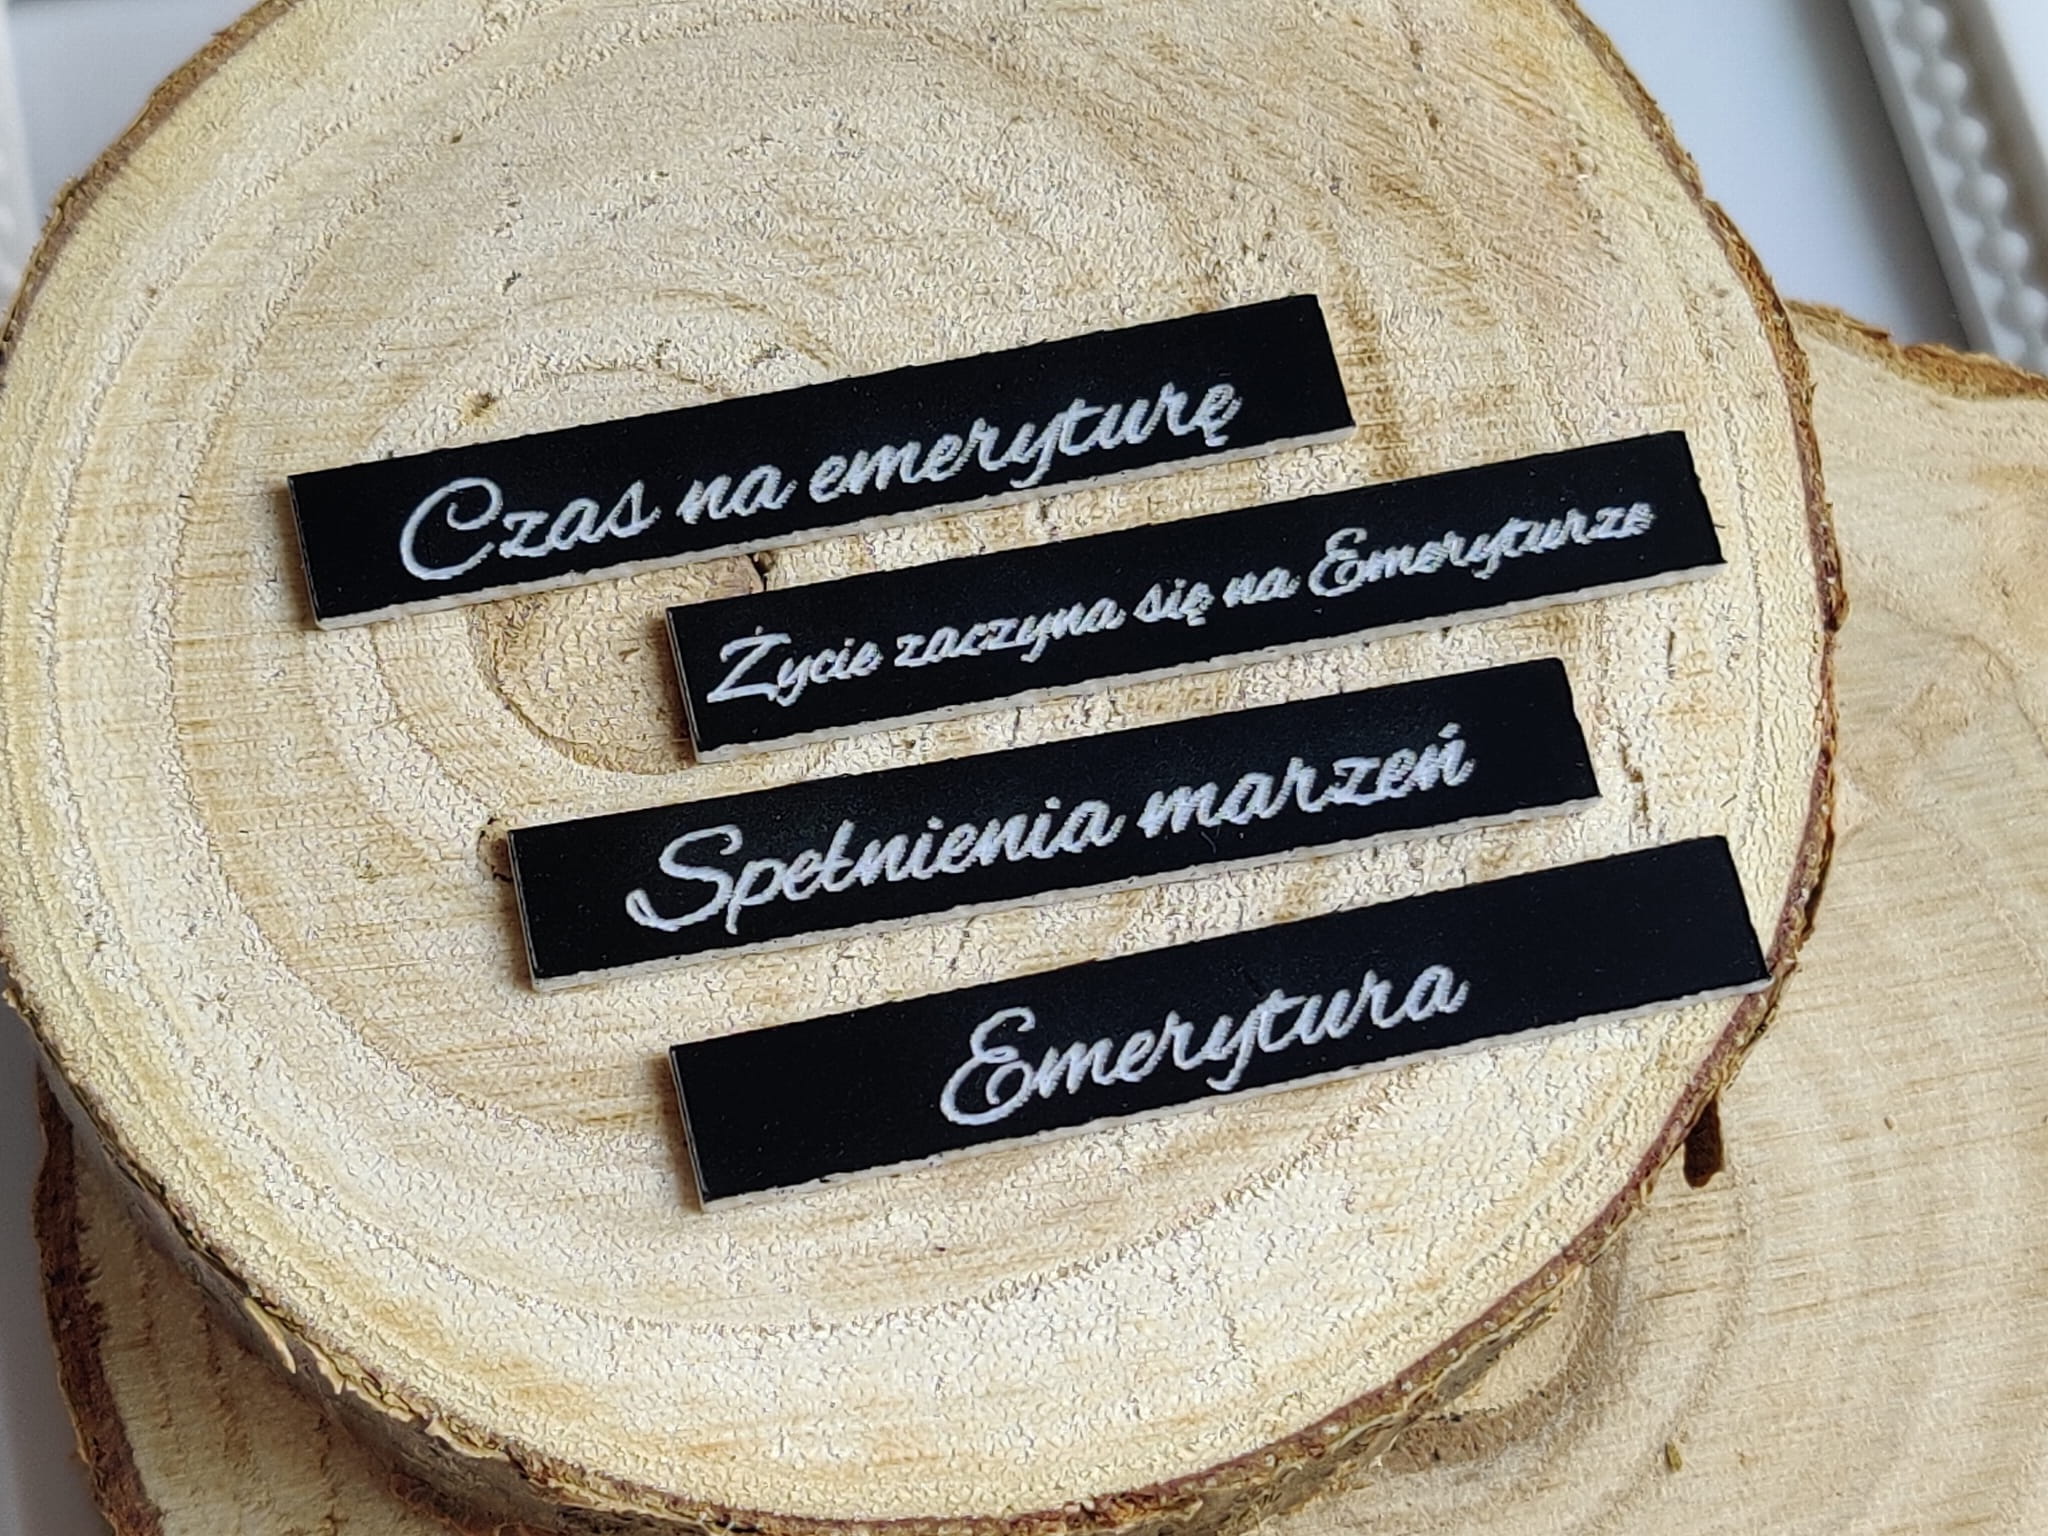 Czas na emeryturę
Życie zaczyna się na Emeryturze
Spełnienia marzeń
Emerytura